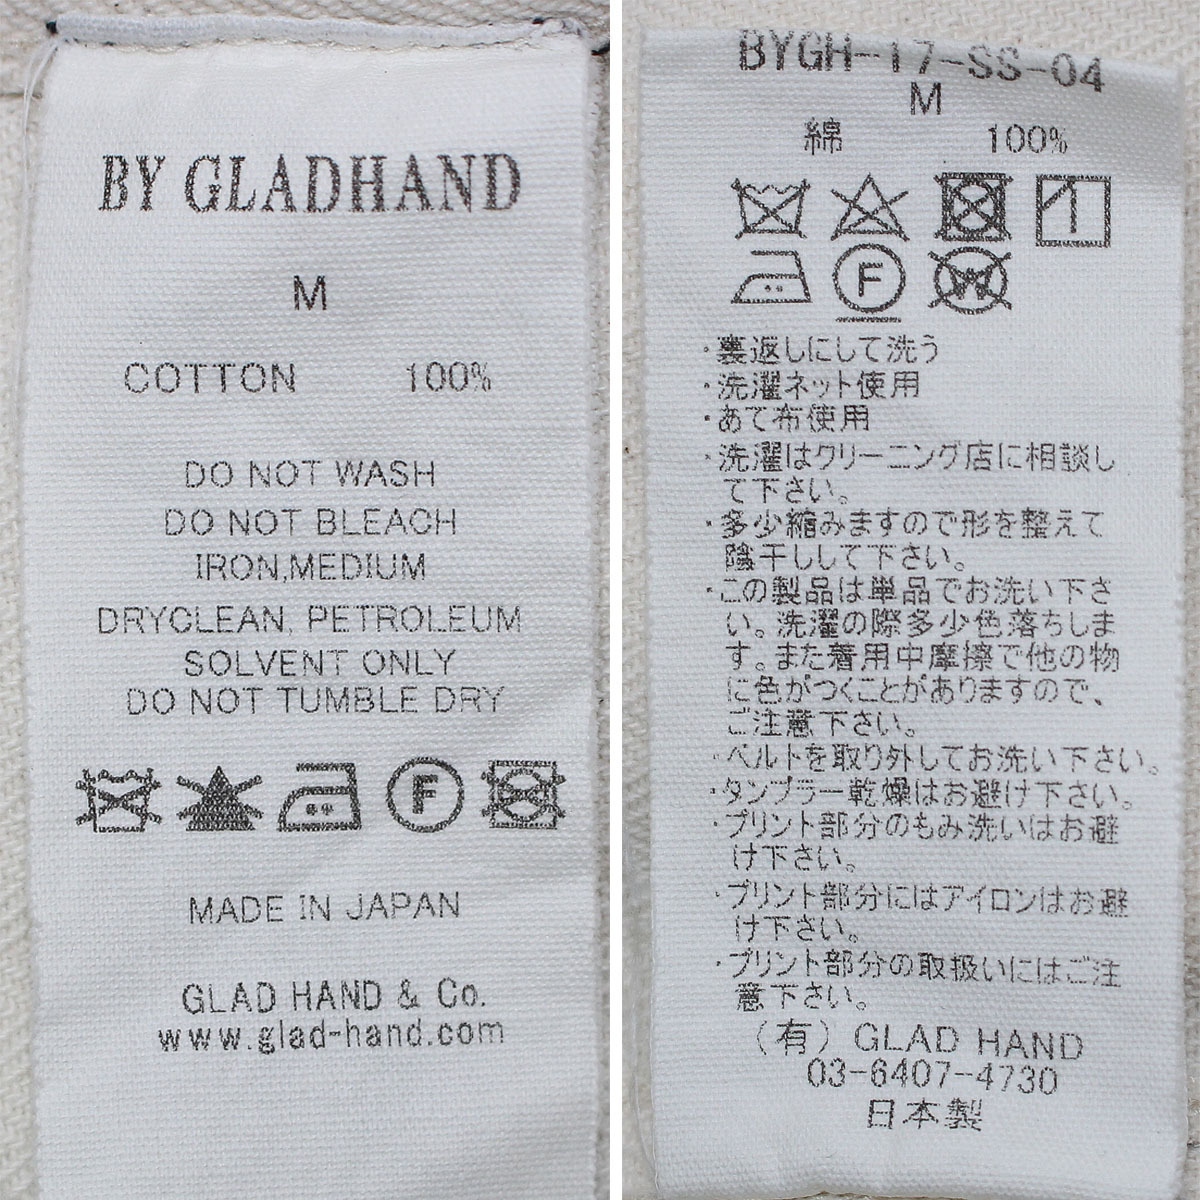 BY GLADHAND
M
COTTON 100%
DO NOT WASH
DO NOT BLEACH
IRON,MEDIUM
DRYCLEAN, PETROLEUM
SOLVENT ONLY
DO NOT TUMBLE DRY
F
MADE IN JAPAN
GLAD HAND & Co.
www.glad-hand.com
BYGH-17-SS-04
M
綿 100%
F
W
・裏返しにして洗う
・洗濯ネット使用
・あて布使用
・洗濯はクリーニング店に相談し
て下さい。
・多少縮みますので形を整えて
陰干しして下さい。
・この製品は単品でお洗い下さ
い。洗濯の際多少色落ちしま
す。また着用中摩擦で他の物
に色がつくことがありますので、
ご注意下さい。
・ベルトを取り外してお洗い下さい。
・タンブラー乾燥はお避け下さい。
・プリント部分のもみ洗いはお避
け下さい。
・プリント部分にはアイロンはお避
け下さい。
・プリント部分の取扱いにはご注
意下さい。
(有) GLAD HAND
03-6407-4730
日本製